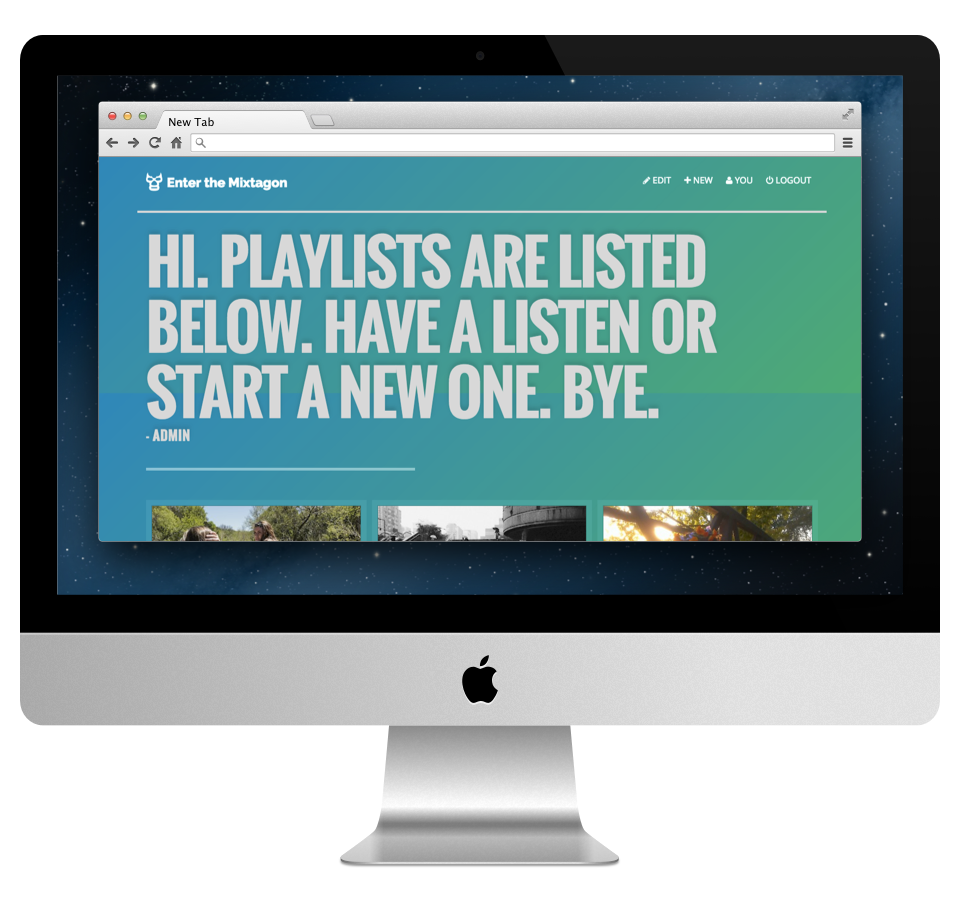 New Tab
Enter the Mixtagon
EDIT NEW YOU LOGOUT
HI. PLAYLISTS ARE LISTED
BELOW. HAVE A LISTEN OR
START A NEW ONE. BYE.
- ADMIN